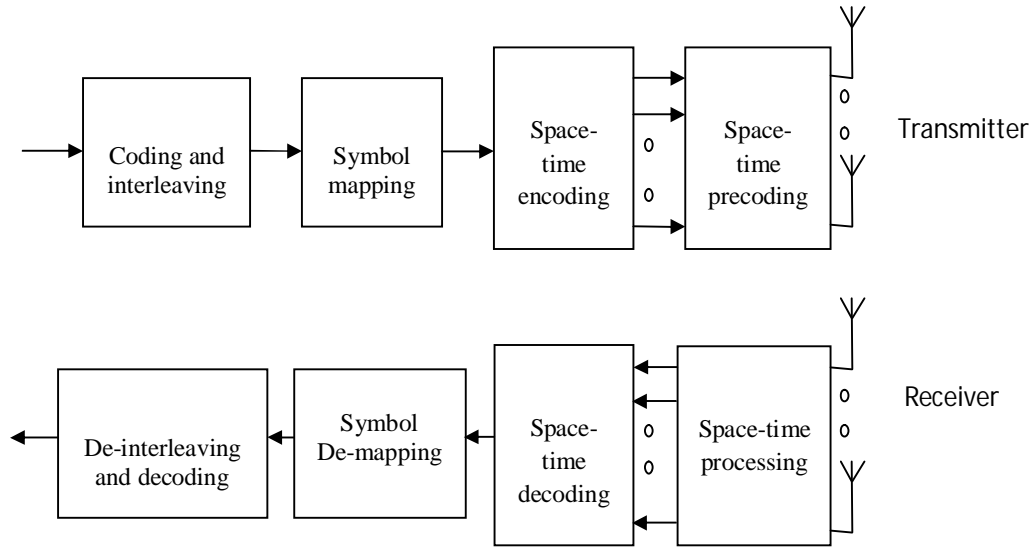 Coding and
interleaving
Symbol
mapping
Space-
time
encoding
Space-
time
precoding
Transmitter
De-interleaving
and decoding
Symbol
De-mapping
Space-
time
decoding
Space-time
processing
Receiver